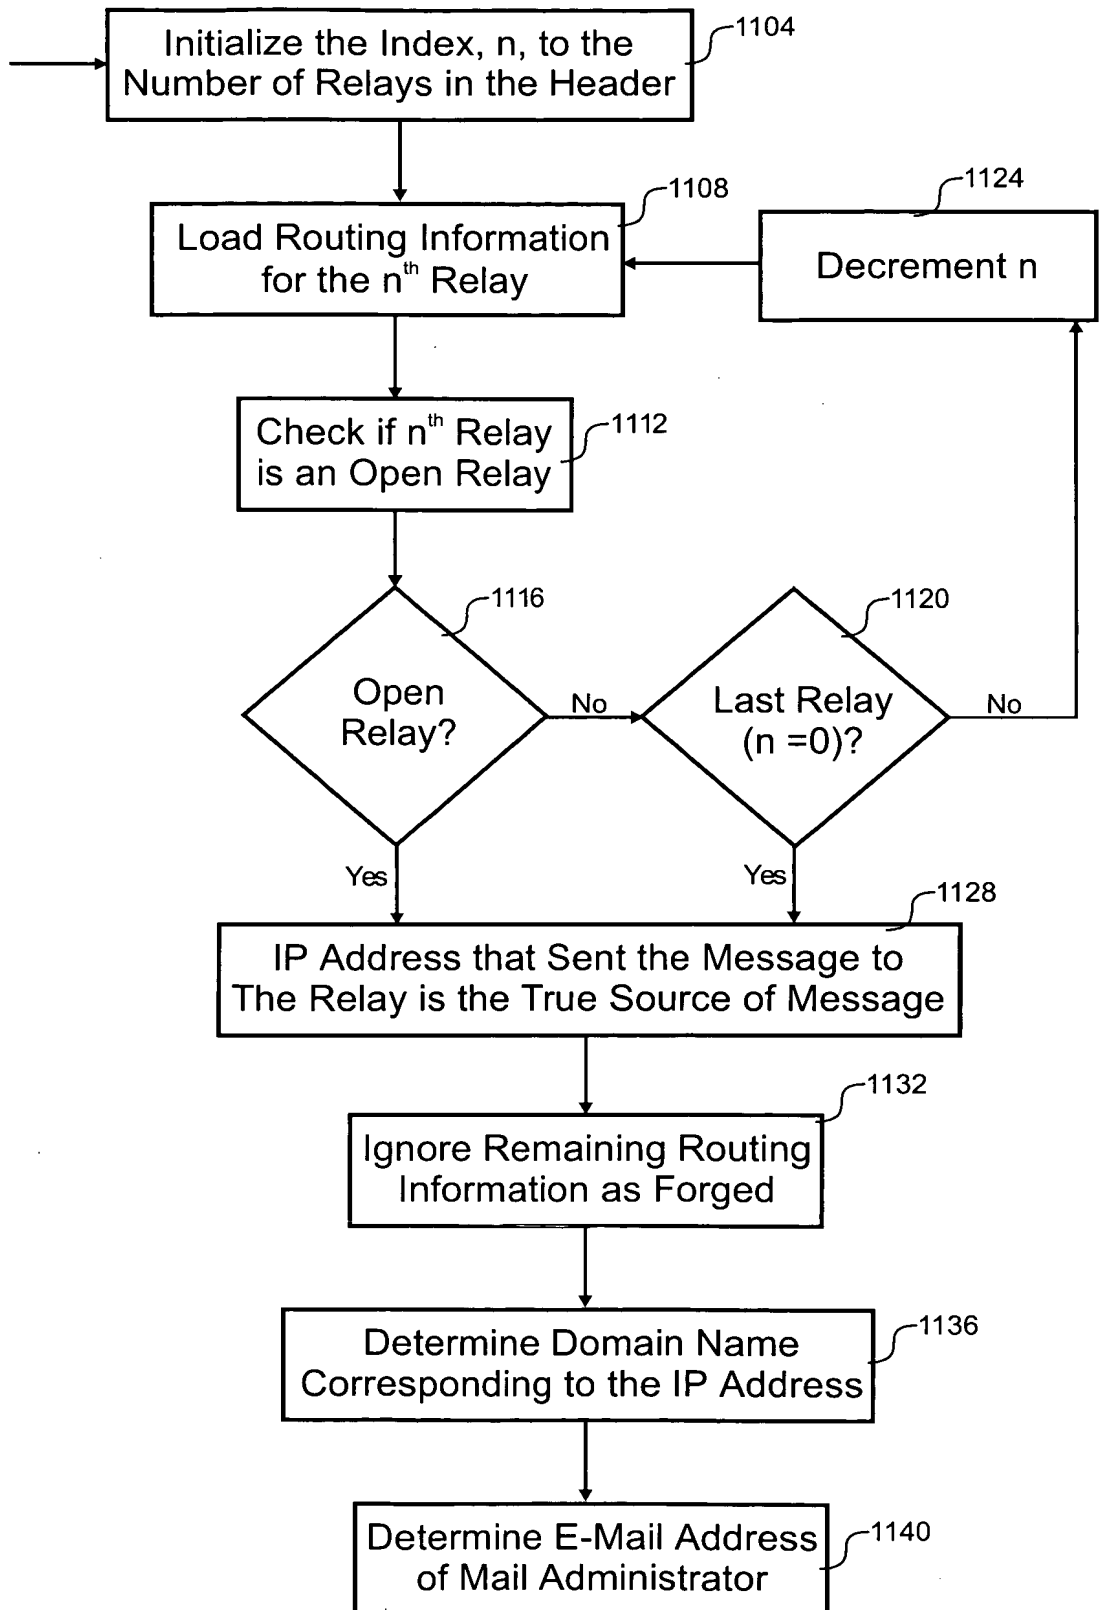 1104
Initialize the Index, n, to the
Number of Relays in the Header
1108
Load Routing Information
for the nth Relay
1124
Decrement n
1112
Check if nth Relay
is an Open Relay
1116
Open
Relay?
No
Yes
1120
Last Relay
(n =0)?
No
Yes
1128
IP Address that Sent the Message to
The Relay is the True Source of Message
1132
Ignore Remaining Routing
Information as Forged
1136
Determine Domain Name
Corresponding to the IP Address
1140
Determine E-Mail Address
of Mail Administrator